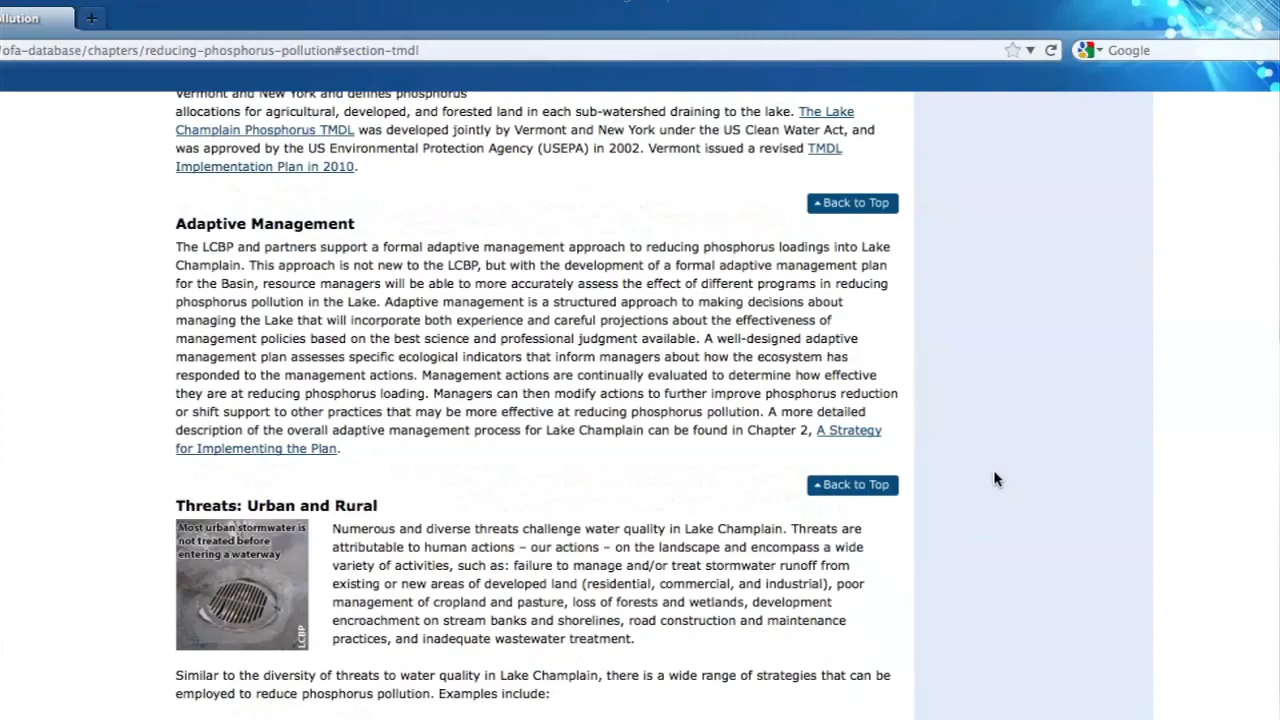 ollution
+
ofa-database/chapters/reducing-phosphorus-pollution#section-tmdl
Google
Vermont and New York and defines phosphorus
allocations for agricultural, developed, and forested land in each sub-watershed draining to the lake. The Lake
Champlain Phosphorus TMDL was developed jointly by Vermont and New York under the US Clean Water Act, and
was approved by the US Environmental Protection Agency (USEPA) in 2002. Vermont issued a revised TMDL
Implementation Plan in 2010.
Back to Top
Adaptive Management
The LCBP and partners support a formal adaptive management approach to reducing phosphorus loadings into Lake
Champlain. This approach is not new to the LCBP, but with the development of a formal adaptive management plan
for the Basin, resource managers will be able to more accurately assess the effect of different programs in reducing
phosphorus pollution in the Lake. Adaptive management is a structured approach to making decisions about
managing the Lake that will incorporate both experience and careful projections about the effectiveness of
management policies based on the best science and professional judgment available. A well-designed adaptive
management plan assesses specific ecological indicators that inform managers about how the ecosystem has
responded to the management actions. Management actions are continually evaluated to determine how effective
they are at reducing phosphorus loading. Managers can then modify actions to further improve phosphorus reduction
or shift support to other practices that may be more effective at reducing phosphorus pollution. A more detailed
description of the overall adaptive management process for Lake Champlain can be found in Chapter 2, A Strategy
for Implementing the Plan.
Back to Top
Threats: Urban and Rural
Most urban stormwater is
not treated before
entering a waterway
LCBP
Numerous and diverse threats challenge water quality in Lake Champlain. Threats are
attributable to human actions – our actions – on the landscape and encompass a wide
variety of activities, such as: failure to manage and/or treat stormwater runoff from
existing or new areas of developed land (residential, commercial, and industrial), poor
management of cropland and pasture, loss of forests and wetlands, development
encroachment on stream banks and shorelines, road construction and maintenance
practices, and inadequate wastewater treatment.
Similar to the diversity of threats to water quality in Lake Champlain, there is a wide range of strategies that can be
employed to reduce phosphorus pollution. Examples include: